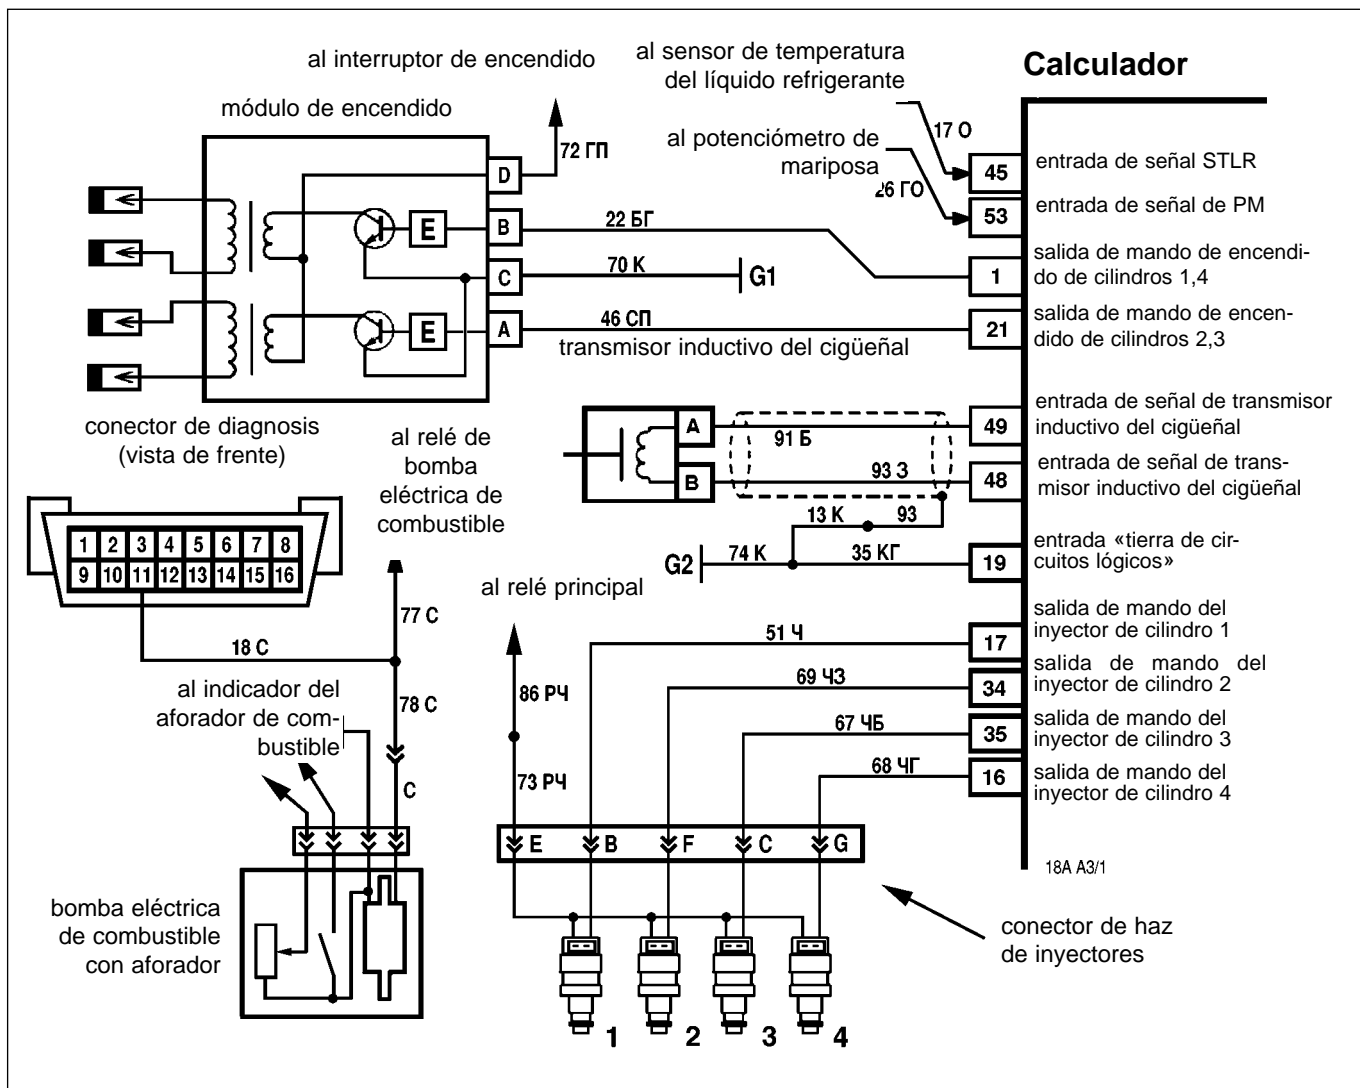 al interruptor de encendido
módulo de encendido
al sensor de temperatura
del líquido refrigerante
Calculador
al potenciómetro de
mariposa
72 ГП
17 О
26 ГО
D
B
C
A
E
E
22 БГ
70 К
G1
46 СП
45
entrada de señal STLR
53
entrada de señal de PM
1
salida de mando de encendi-
do de cilindros 1,4
21
salida de mando de encen-
dido de cilindros 2,3
transmisor inductivo del cigüeñal
conector de diagnosis
(vista de frente)
al relé de
bomba
eléctrica de
combustible
A
B
91 Б
93 З
13 К
93
G2
74 К
35 КГ
49
entrada de señal de transmisor
inductivo del cigüeñal
48
entrada de señal de trans-
misor inductivo del cigüeñal
19
entrada «tierra de cir-
cuitos lógicos»
1 2 3 4 5 6 7 8
9 10 11 12 13 14 15 16
77 С
18 С
78 С
С
al relé principal
86 РЧ
73 РЧ
51 Ч
69 ЧЗ
67 ЧБ
68 ЧГ
17
salida de mando del
inyector de cilindro 1
34
salida de mando del
inyector de cilindro 2
35
salida de mando del
inyector de cilindro 3
16
salida de mando del
inyector de cilindro 4
al indicador del
aforador de com-
bustible
E B F C G
18A A3/1
bomba eléctrica
de combustible
con aforador
conector de haz
de inyectores
1 2 3 4